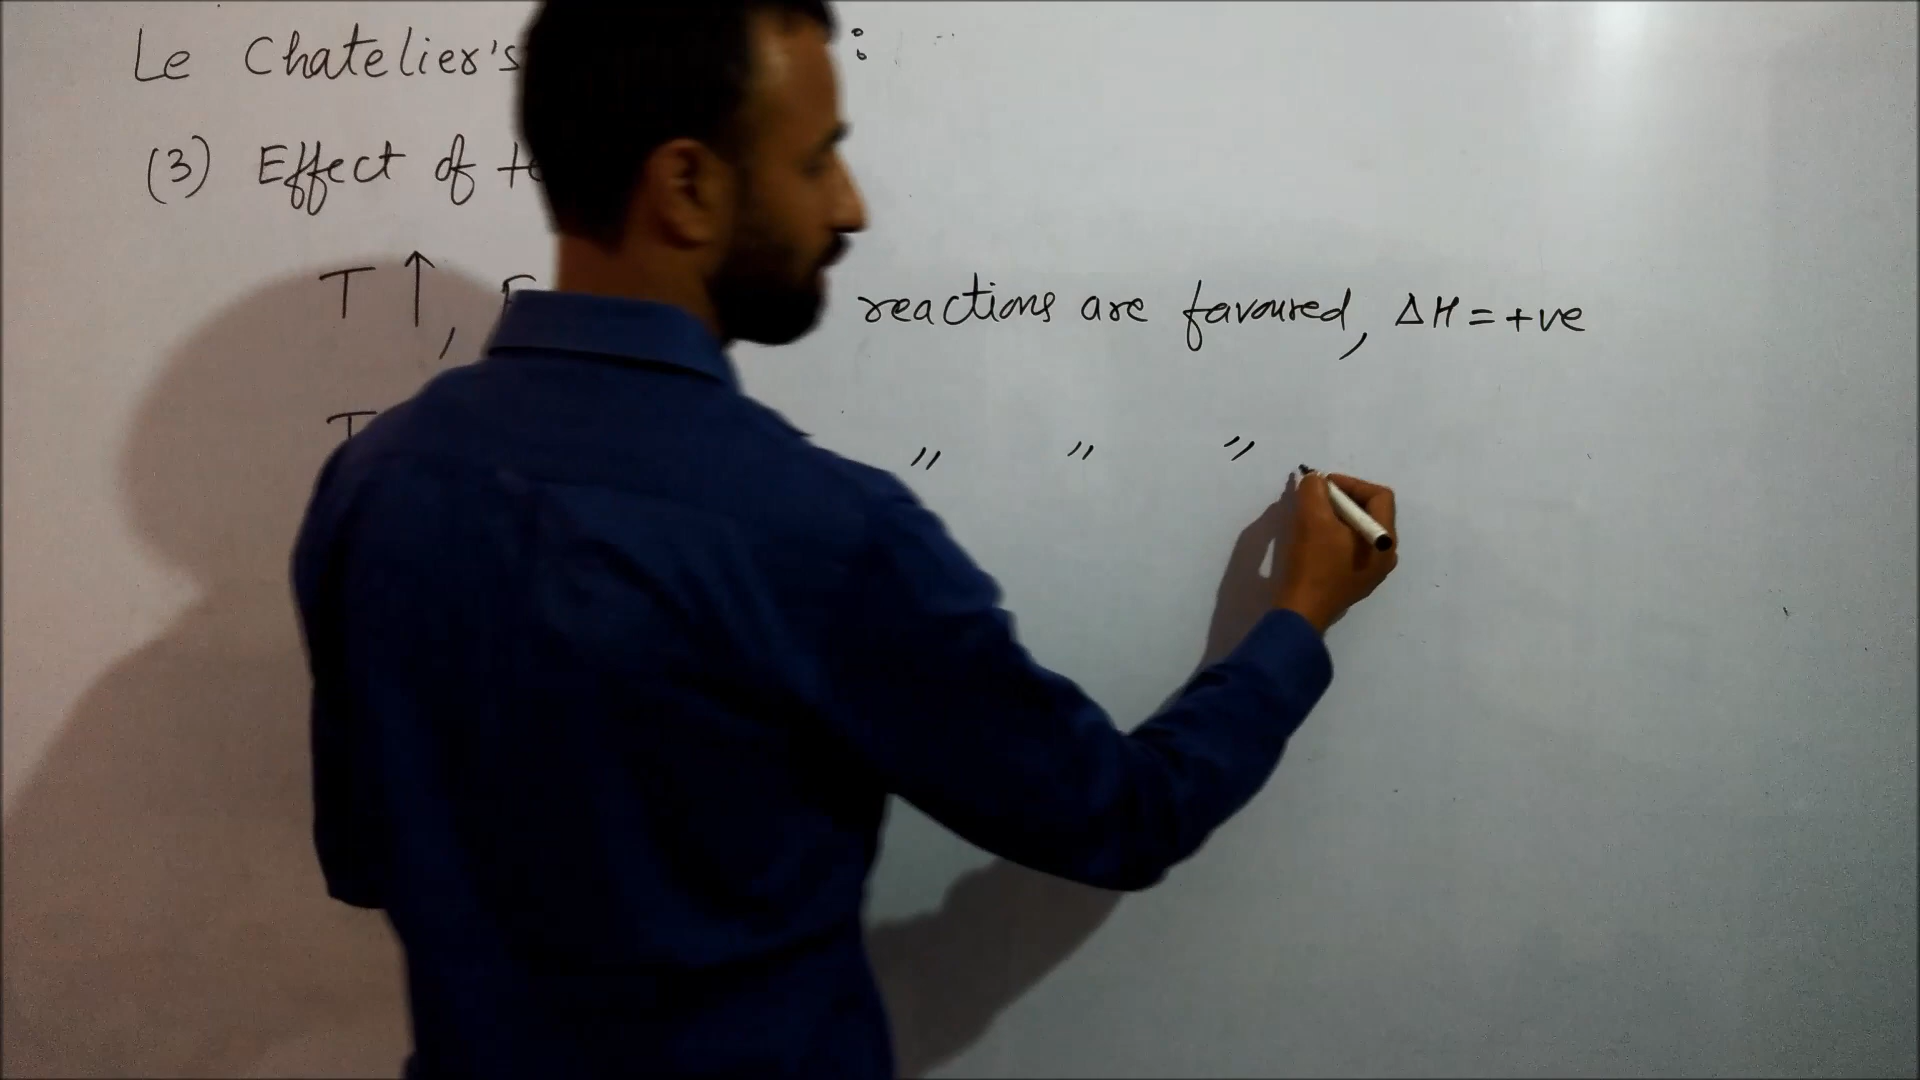 Le Chatelier's :
(3) Effect of
T ↑, reactions are favoured, ΔH = +ve
T " " "